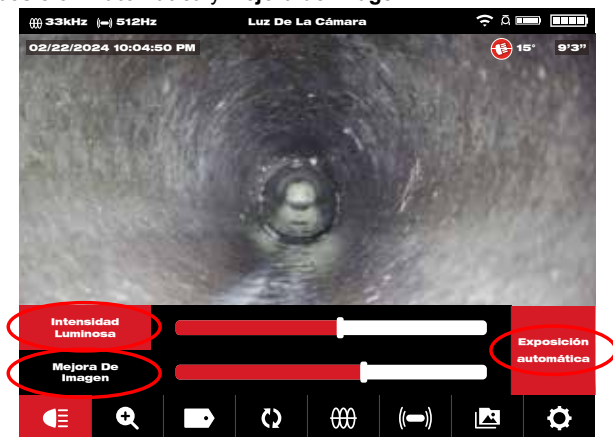 33kHz 512Hz Luz De La Cámara
02/22/2024 10:04:50 PM 15° 9’3”
Intensidad
Luminosa
Exposición
automática
Mejora De
Imagen